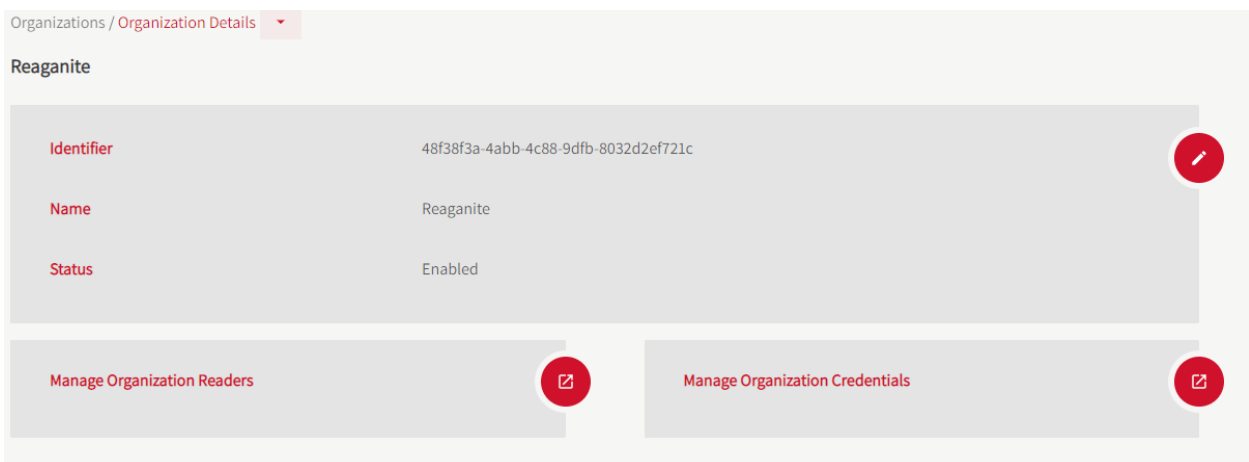 Organizations / Organization Details
Reaganite
Identifier 48f38f3a-4abb-4c88-9dfb-8032d2ef721c
Name Reaganite
Status Enabled
Manage Organization Readers Manage Organization Credentials